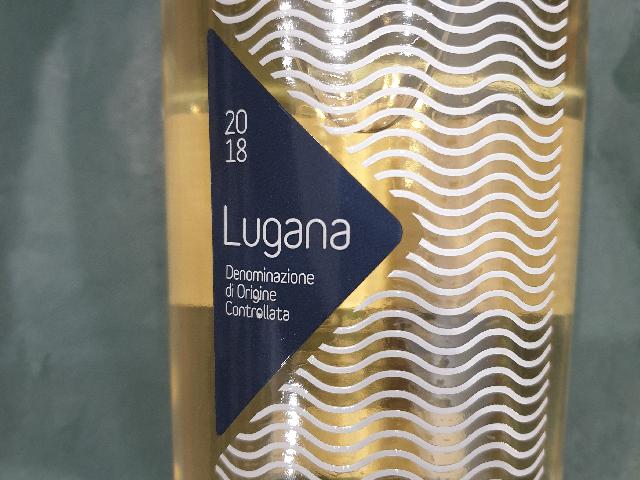 20
18
Lugana
Denominazione
di Origine
Controllata